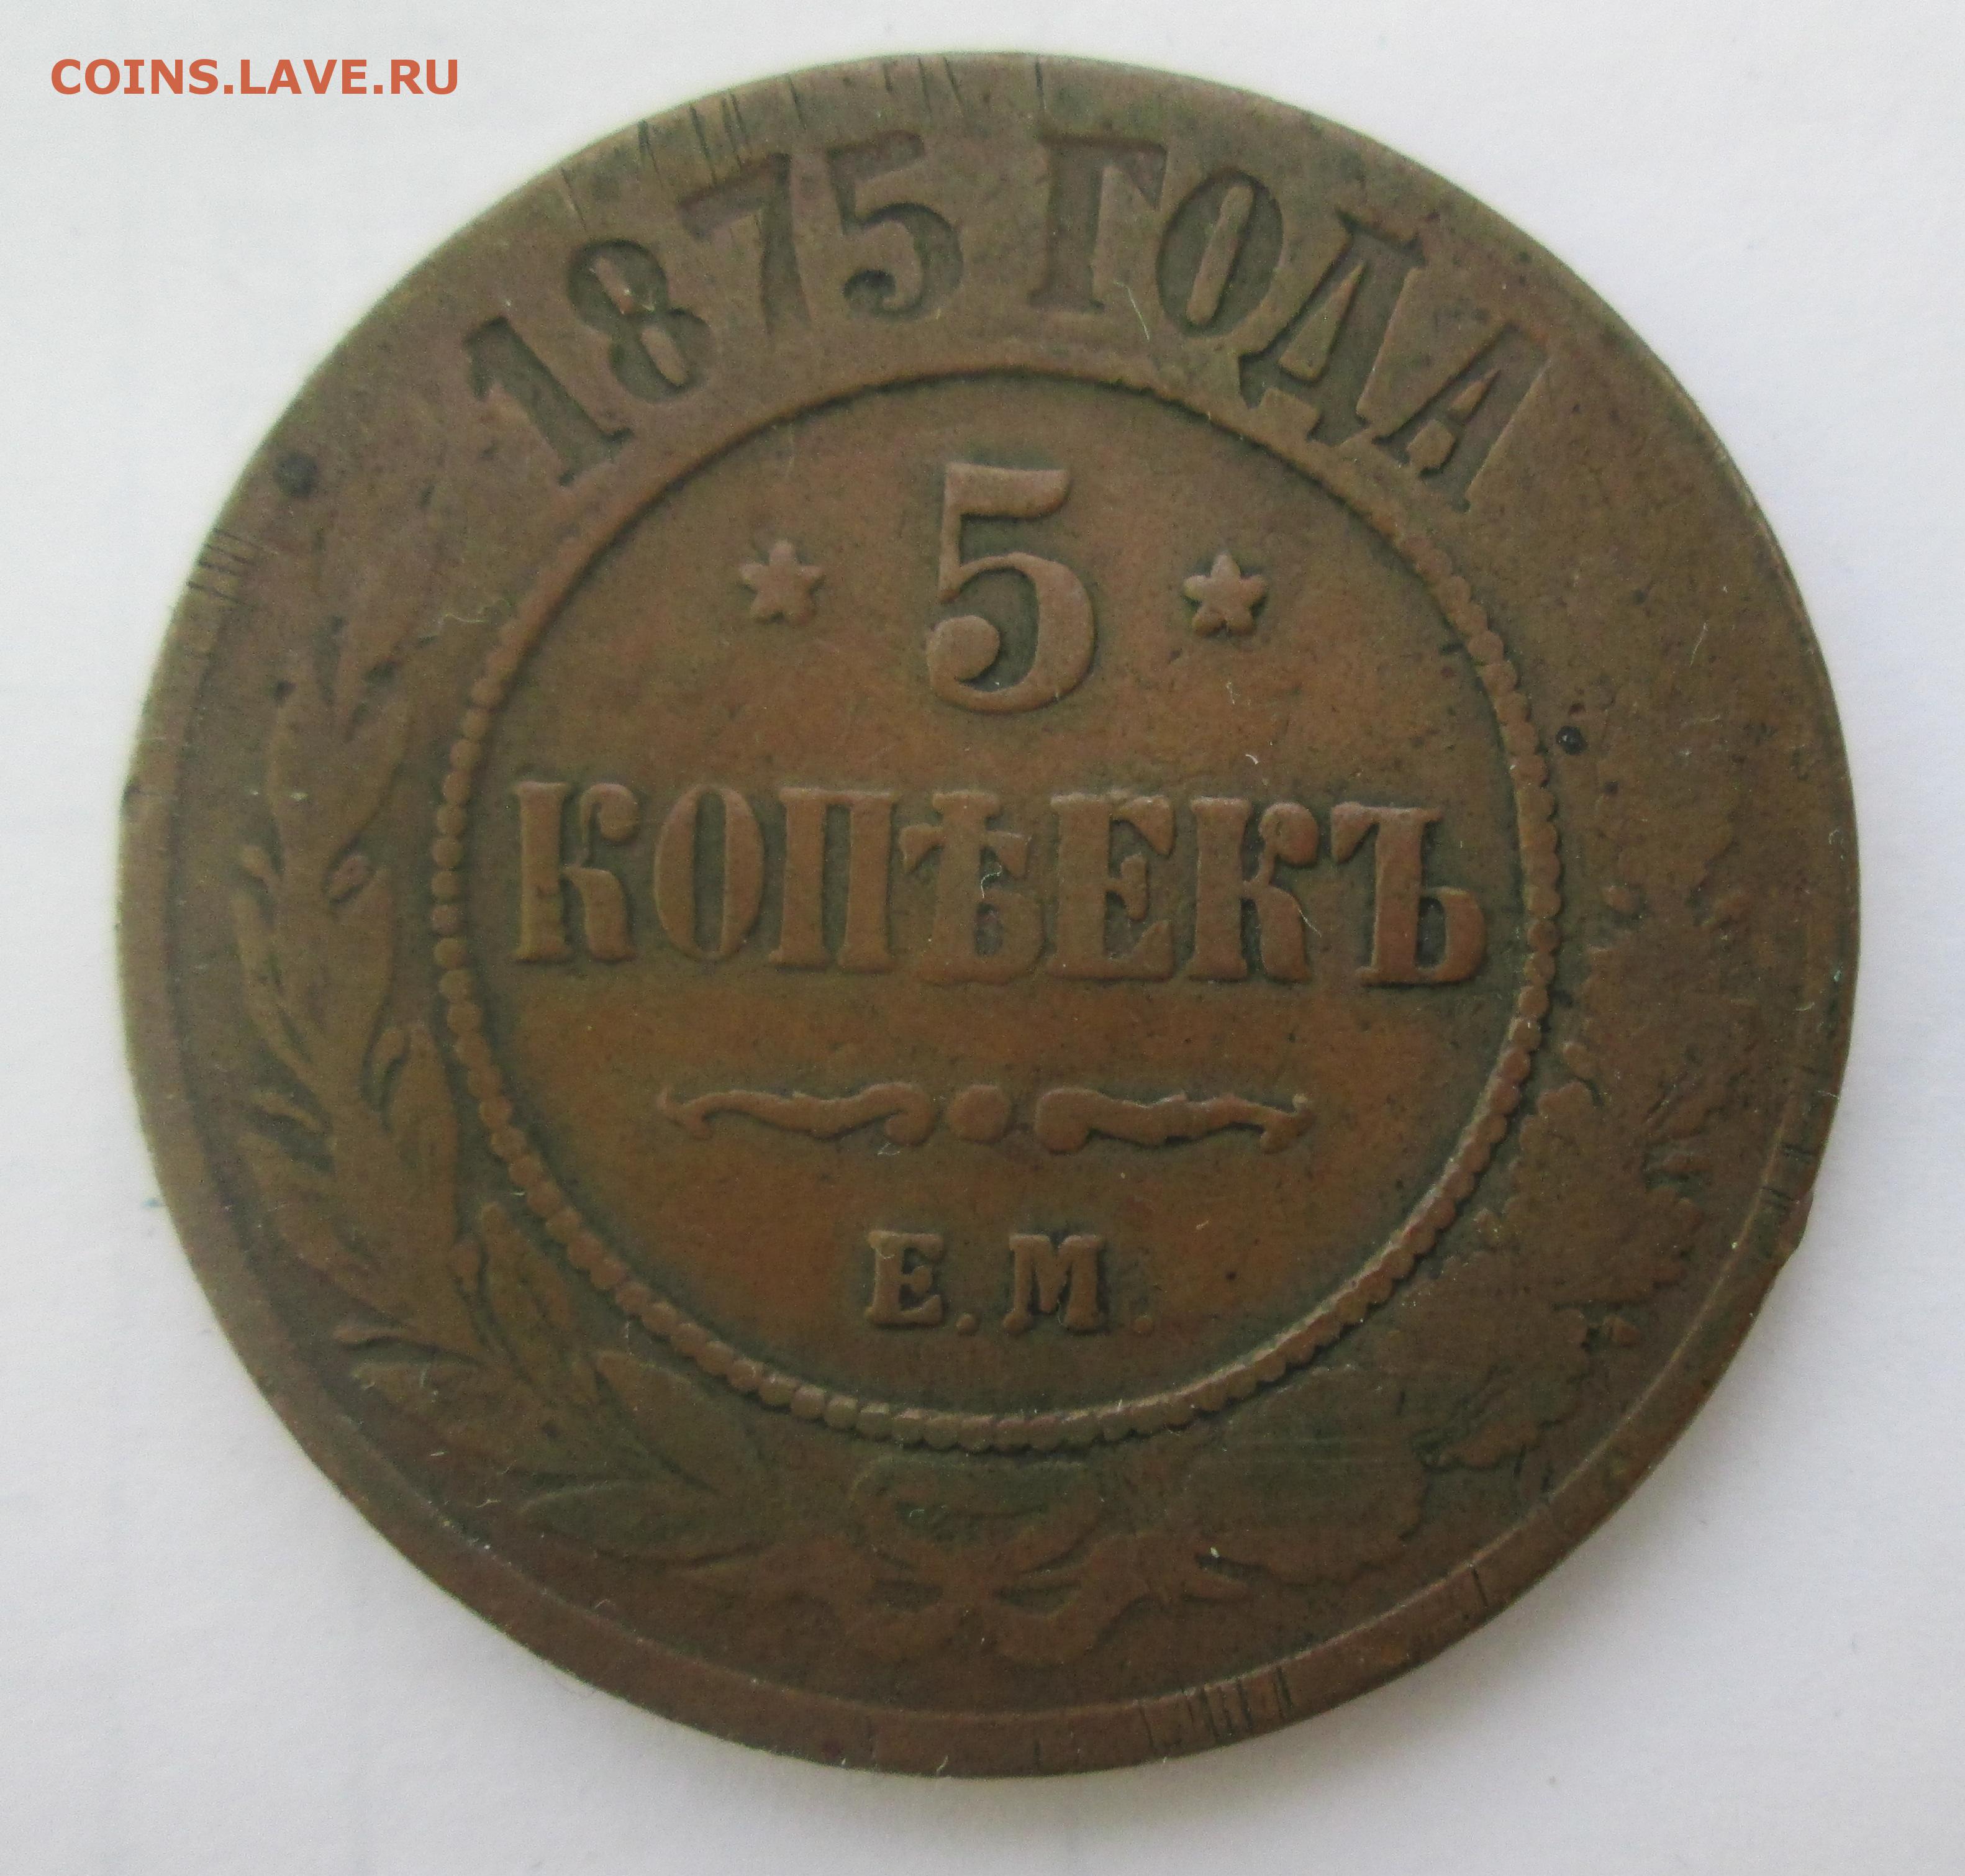 COINS.LAVE.RU
1875 ГОДА
* 5 *
КОПѢЕКЪ
Е.М.